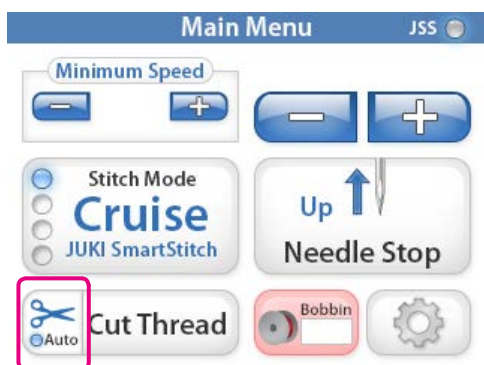 Main Menu
JSS
Minimum Speed
Stitch Mode
Cruise
JUKI SmartStitch
Up
Needle Stop
Auto
Cut Thread
Bobbin